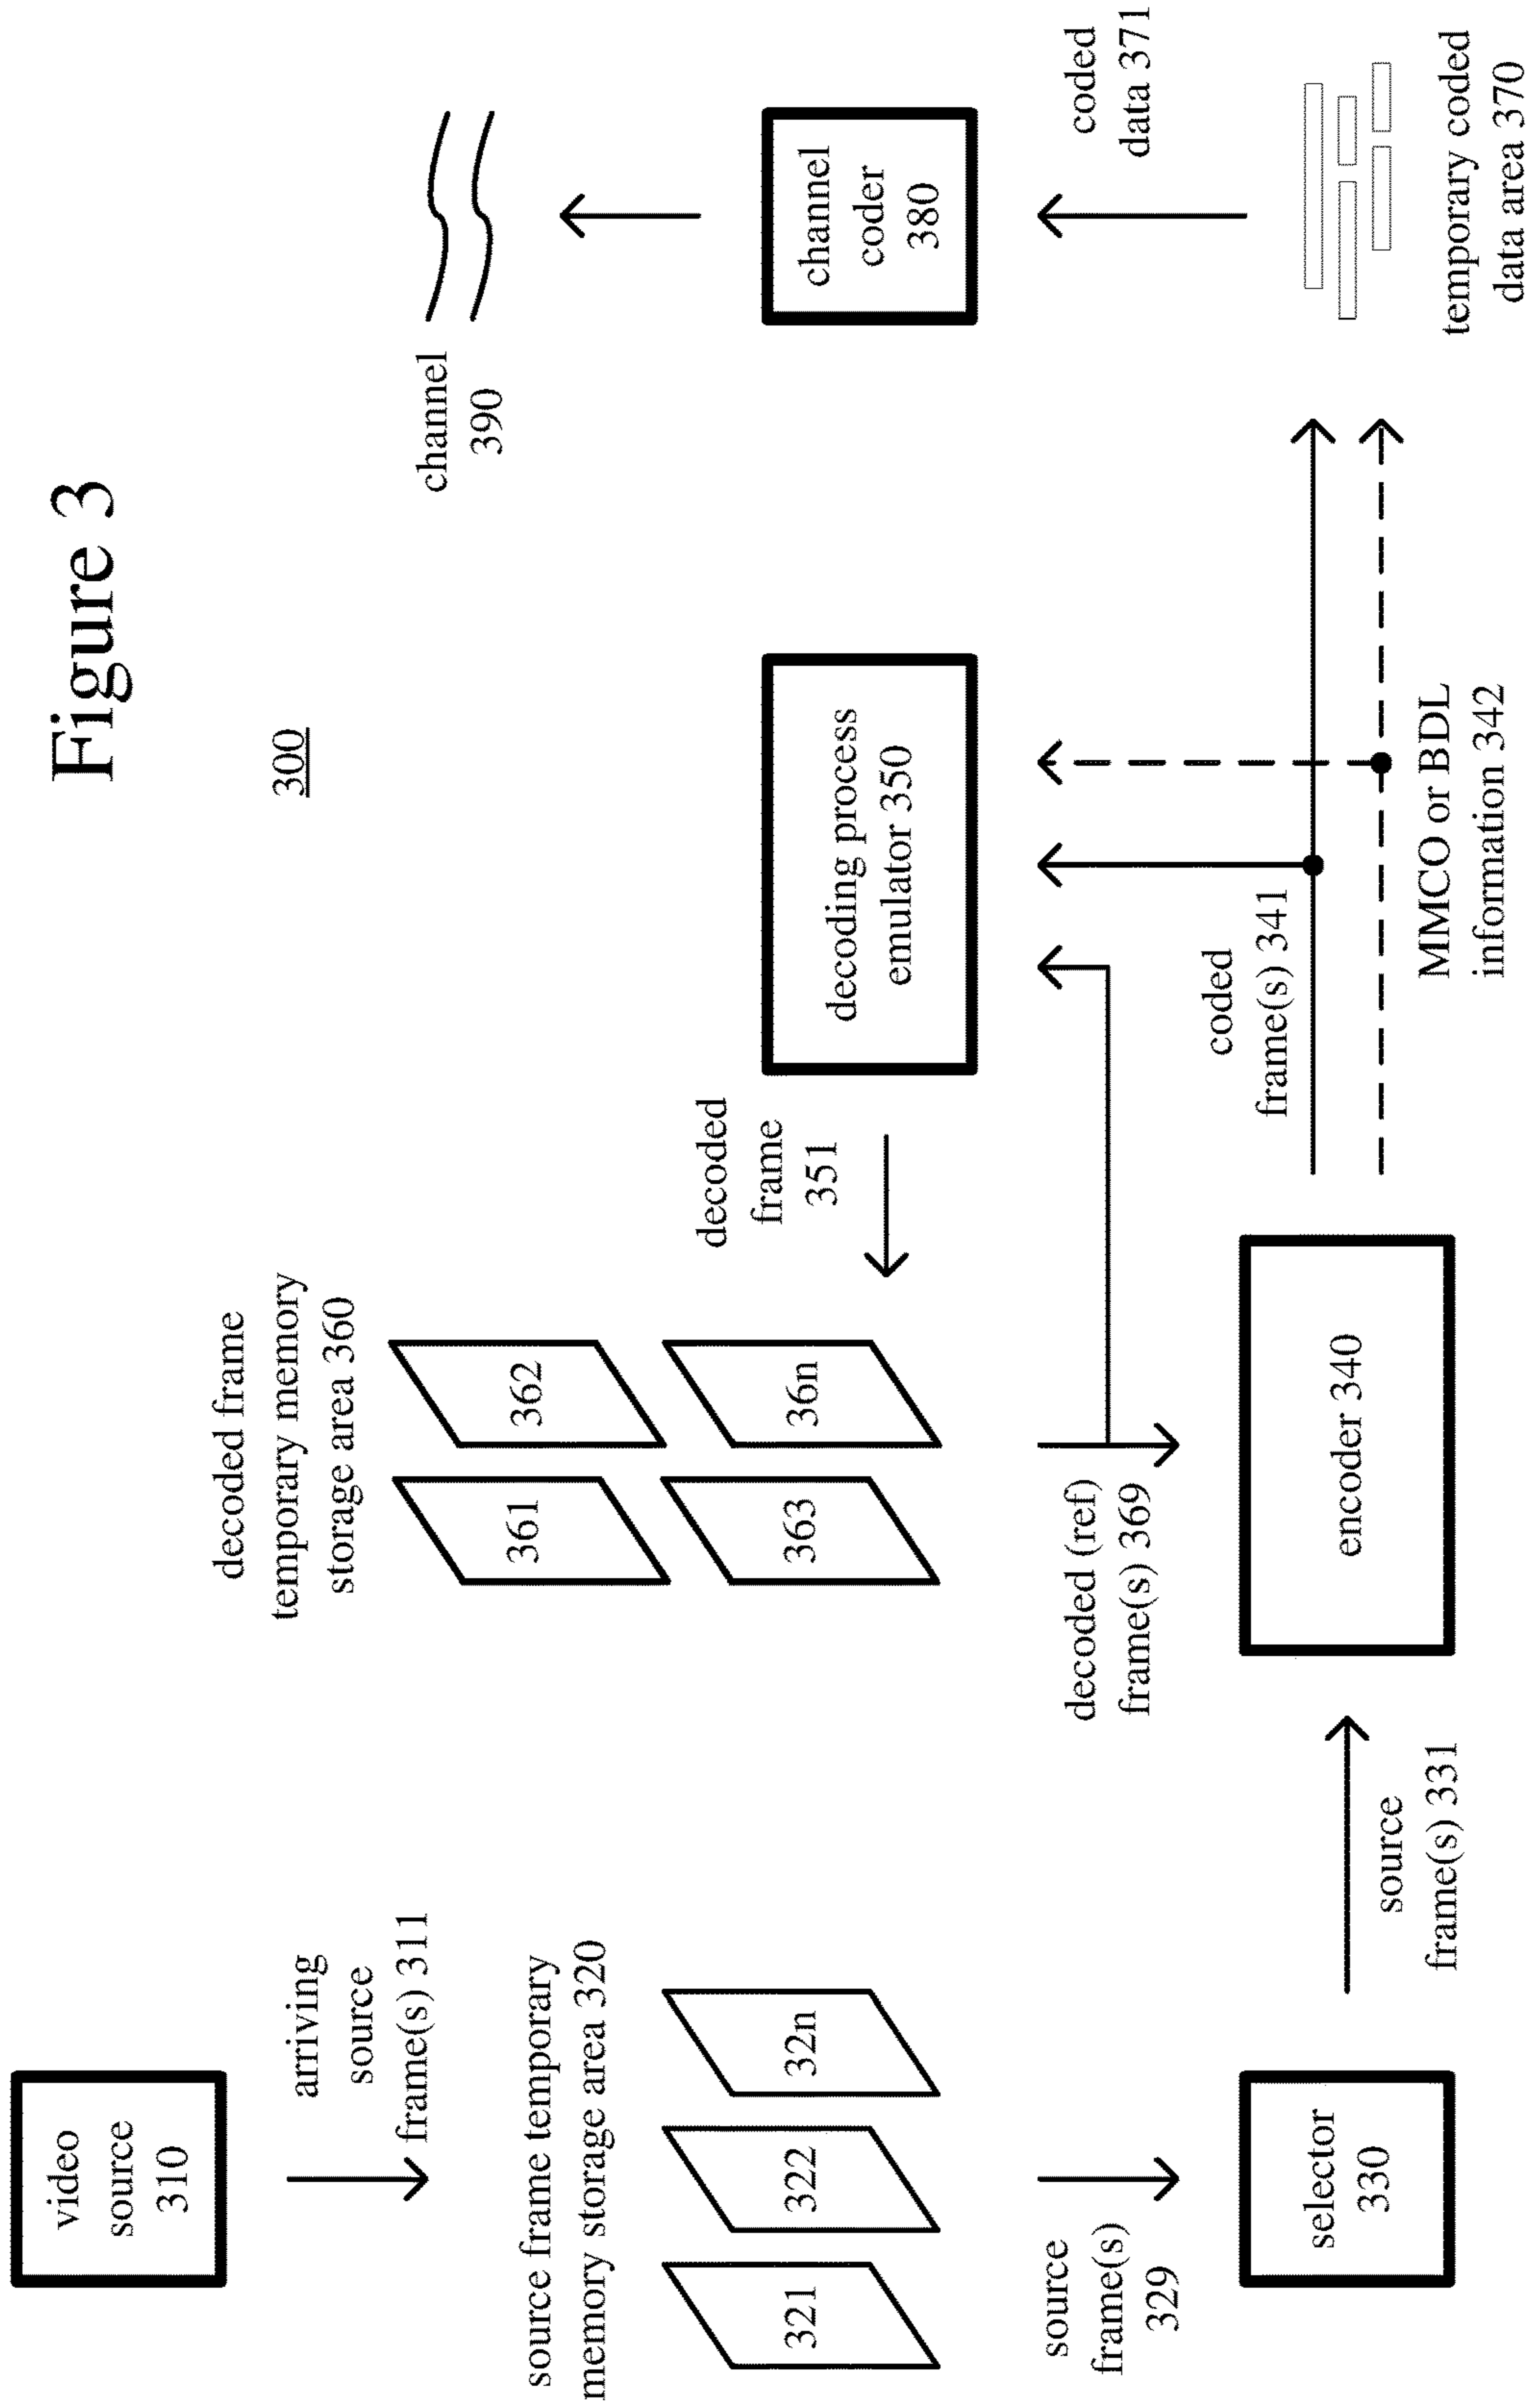 Figure 3
300
video
source
310
arriving
source
frame(s) 311
source frame temporary
memory storage area 320
321
322
32n
source
frame(s)
329
selector
330
source
frame(s) 331
decoded frame
temporary memory
storage area 360
361
362
363
36n
decoded (ref)
frame(s) 369
encoder 340
decoded
frame
351
decoding process
emulator 350
coded
frame(s) 341
MMCO or BDL
information 342
channel
390
channel
coder
380
coded
data 371
temporary coded
data area 370